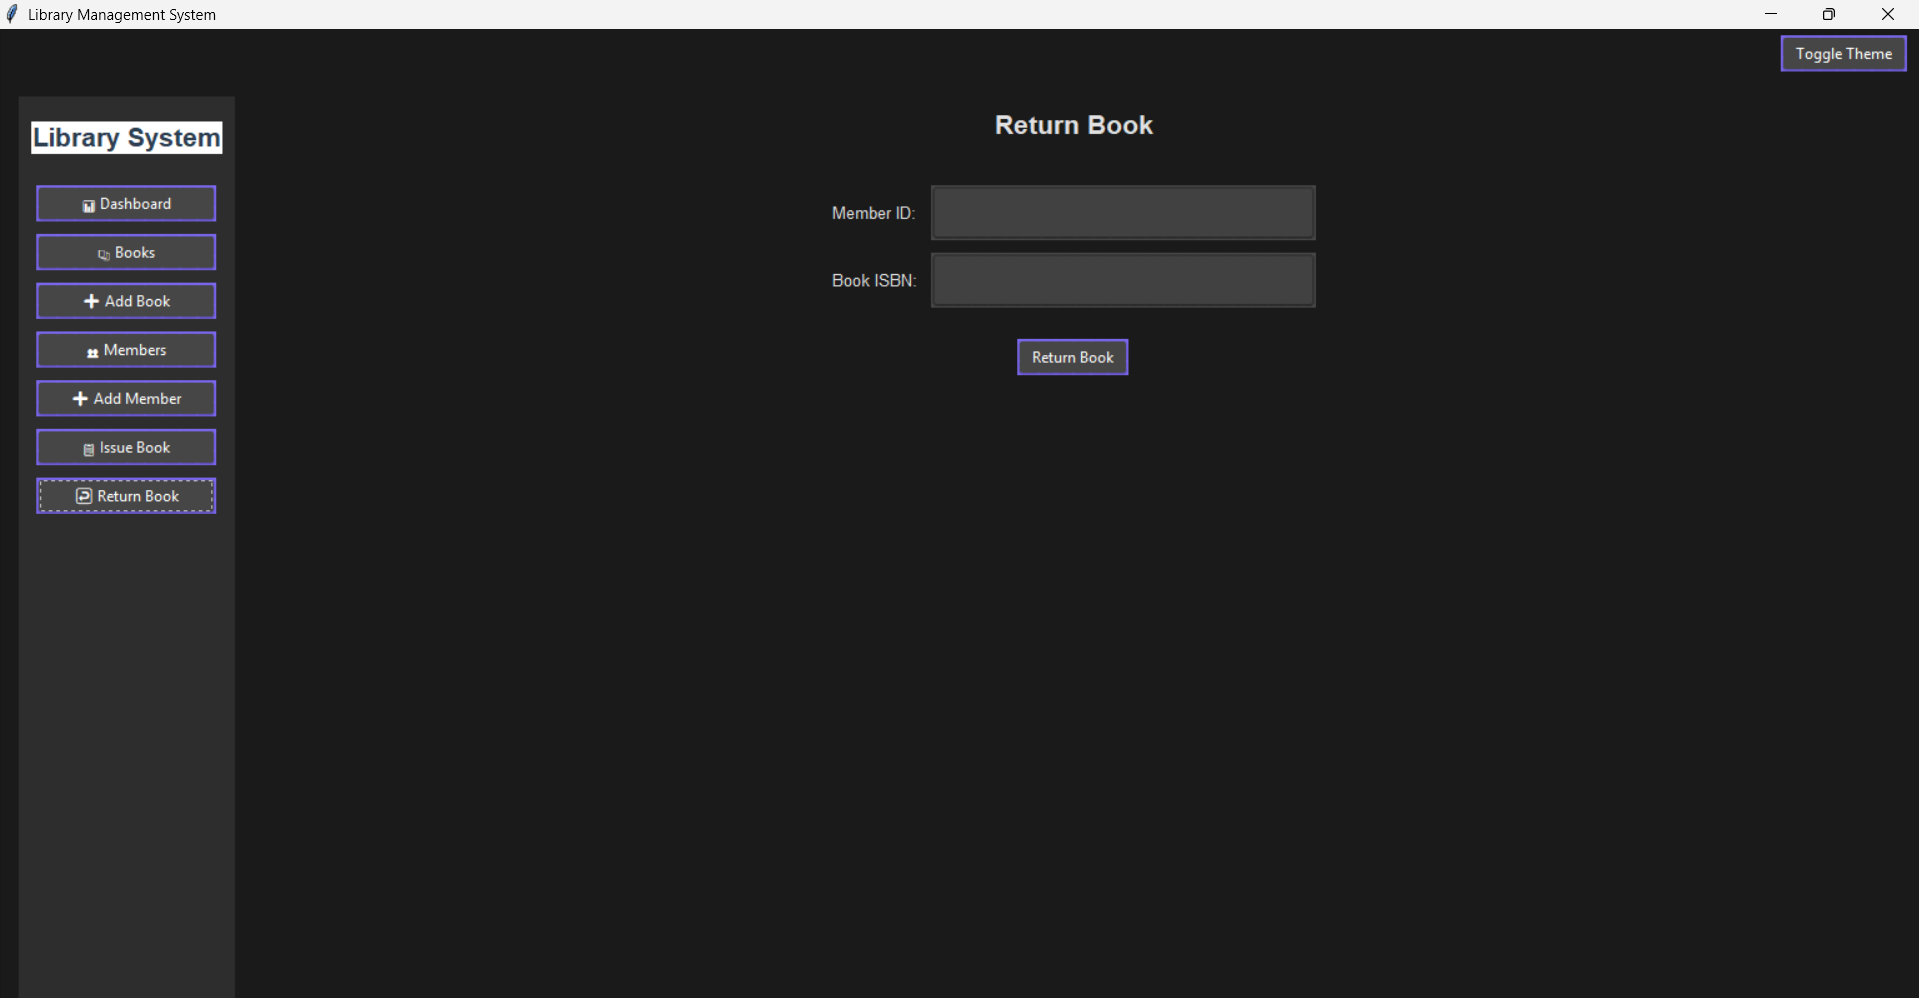 Library Management System
Toggle Theme
Library System
Dashboard
Books
Add Book
Members
Add Member
Issue Book
Return Book
Return Book
Member ID:
Book ISBN:
Return Book